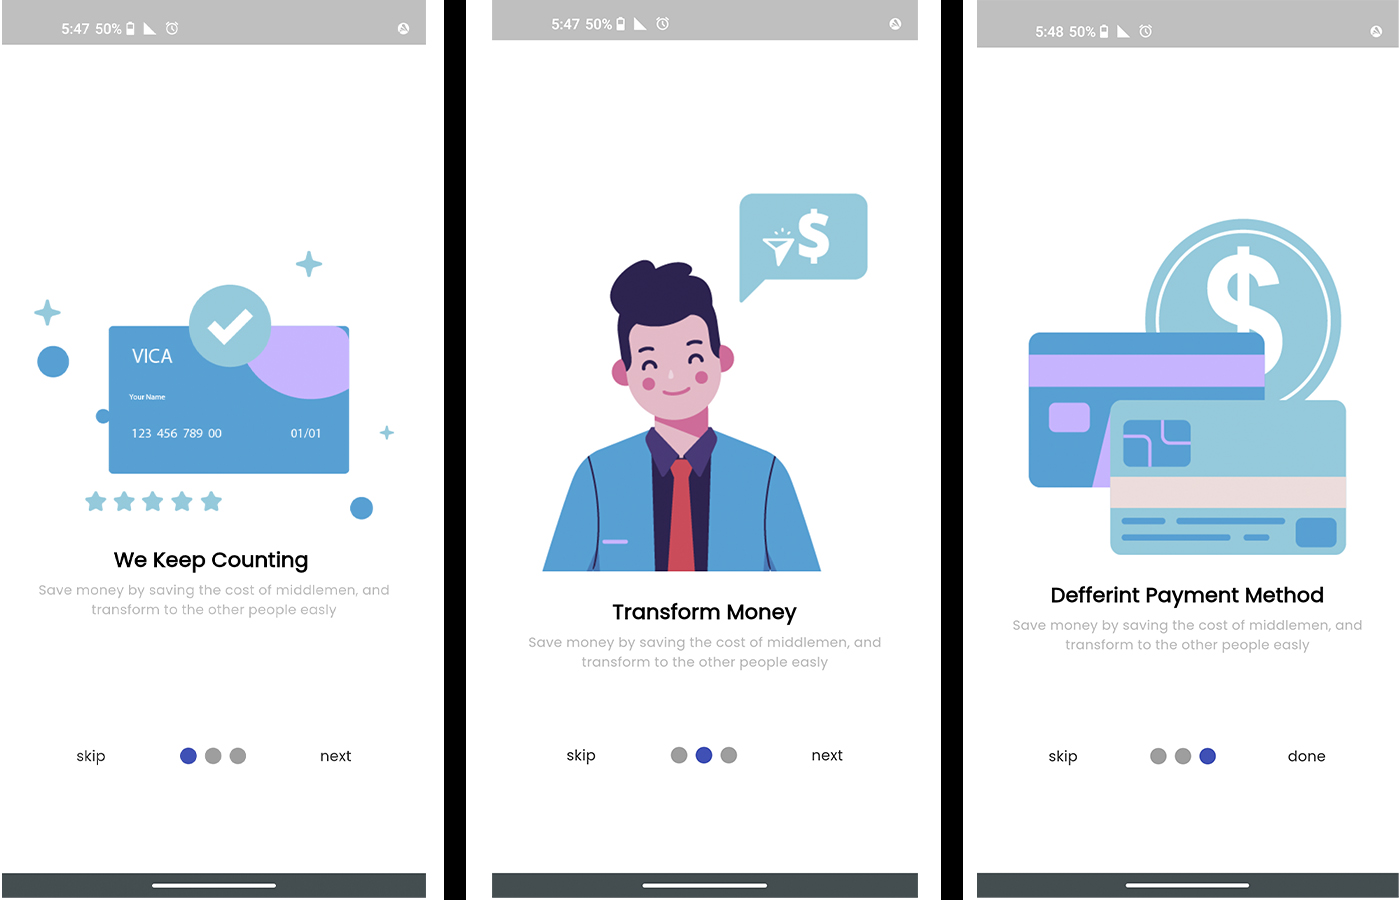 5:47 50%
VICA
Your Name
123 456 789 00 01/01
We Keep Counting
Save money by saving the cost of middlemen, and
transform to the other people easly
skip next
5:47 50%
$
Transform Money
Save money by saving the cost of middlemen, and
transform to the other people easly
skip next
5:48 50%
$
Defferint Payment Method
Save money by saving the cost of middlemen, and
transform to the other people easly
skip done